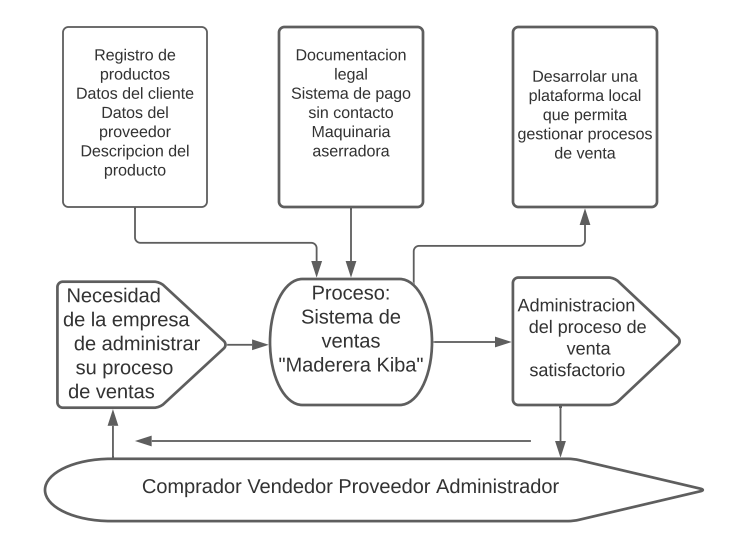 Registro de
productos
Datos del cliente
Datos del
proveedor
Descripcion del
producto
Documentacion
legal
Sistema de pago
sin contacto
Maquinaria
aserradora
Desarrolar una
plataforma local
que permita
gestionar procesos
de venta
Necesidad
de la empresa
de administrar
su proceso
de ventas
Proceso:
Sistema de
ventas
"Maderera Kiba"
Administracion
del proceso de
venta
satisfactorio
Comprador Vendedor Proveedor Administrador